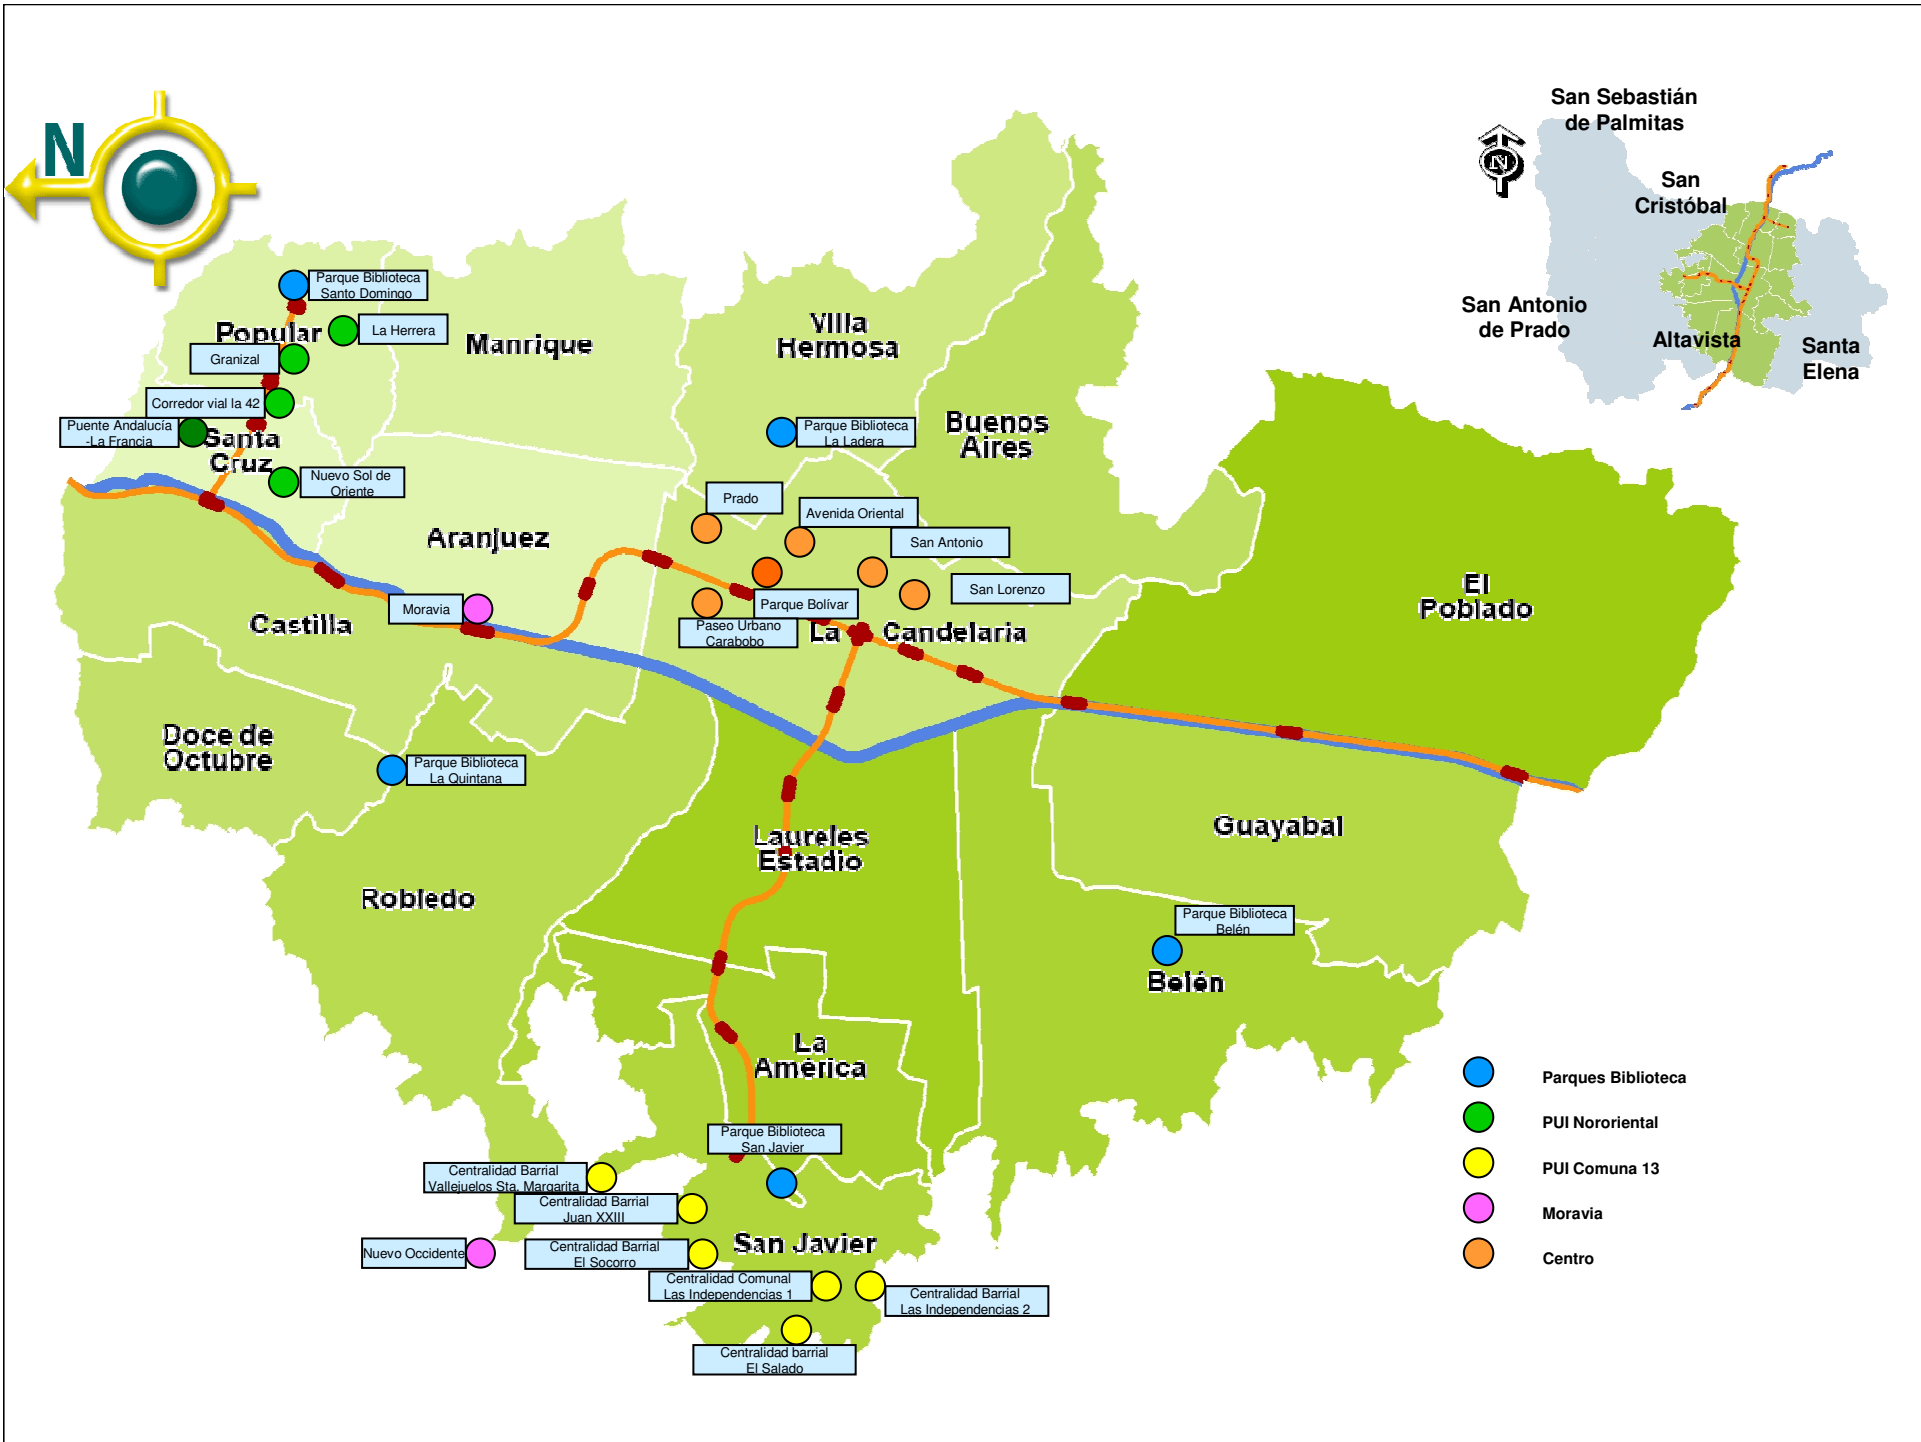 N
San Sebastián
de Palmitas
N
San
Cristóbal
San Antonio
de Prado
Altavista
Santa
Elena
Parque Biblioteca
Santo Domingo
Popular
La Herrera
Granizal
Corredor vial la 42
Puente Andalucía
-La Francia
Santa
Cruz
Nuevo Sol de
Oriente
Manrique
Villa
Hermosa
Parque Biblioteca
La Ladera
Buenos
Aires
Prado
Avenida Oriental
San Antonio
San Lorenzo
Parque Bolívar
Paseo Urbano
Carabobo
La Candelaria
Aranjuez
Moravia
Castilla
El
Poblado
Doce de
Octubre
Parque Biblioteca
La Quintana
Robledo
Laureles
Estadio
Guayabal
Parque Biblioteca
Belén
Belén
La
América
Parque Biblioteca
San Javier
Centralidad Barrial
Vallejuelos Sta. Margarita
Centralidad Barrial
Juan XXIII
Nuevo Occidente
Centralidad Barrial
El Socorro
San Javier
Centralidad Comunal
Las Independencias 1
Centralidad Barrial
Las Independencias 2
Centralidad barrial
El Salado
Parques Biblioteca
PUI Nororiental
PUI Comuna 13
Moravia
Centro